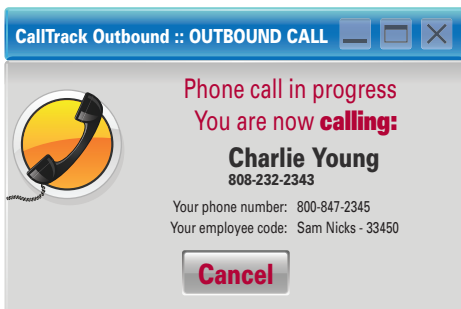 CallTrack Outbound :: OUTBOUND CALL
Phone call in progress
You are now calling:
Charlie Young
808-232-2343
Your phone number: 800-847-2345
Your employee code: Sam Nicks - 33450
Cancel